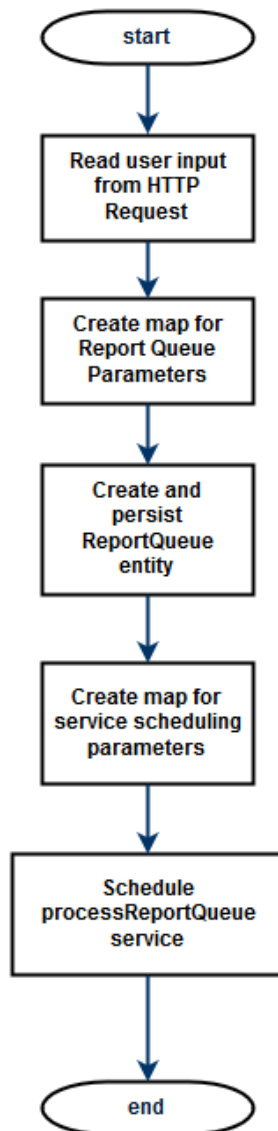 start
Read user input
from HTTP
Request
Create map for
Report Queue
Parameters
Create and
persist
ReportQueue
entity
Create map for
service scheduling
parameters
Schedule
processReportQueue
service
end